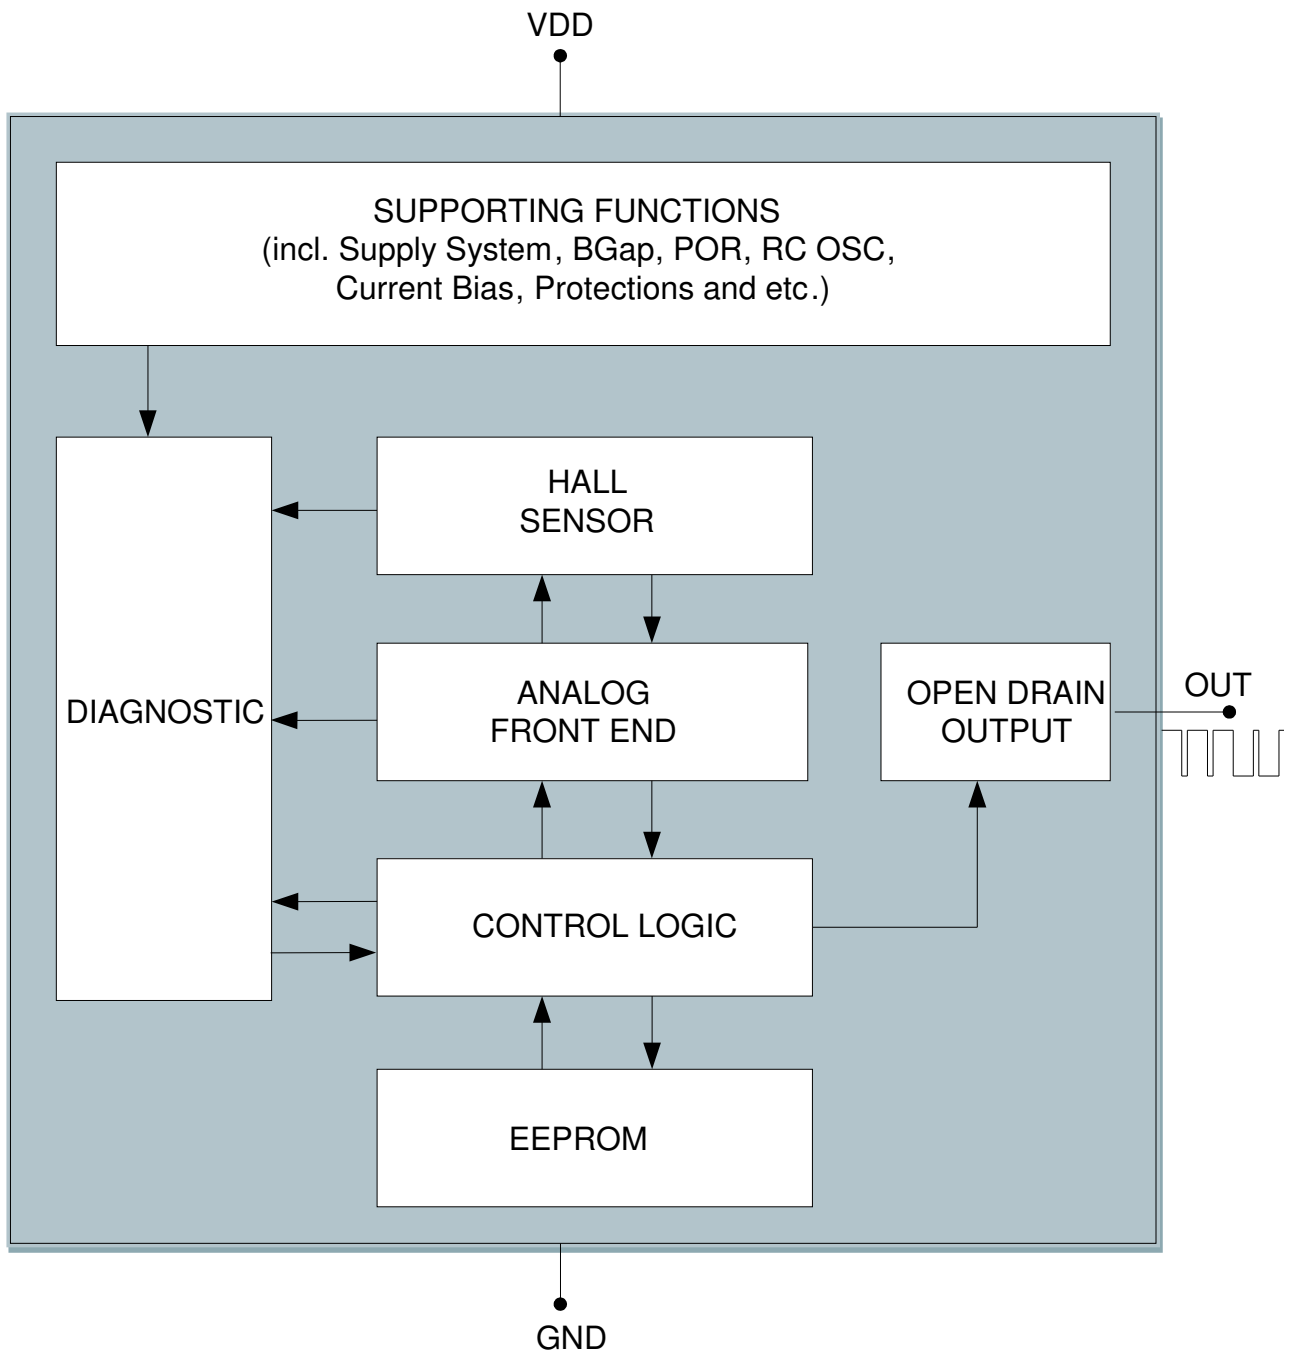 VDD
SUPPORTING FUNCTIONS
(incl. Supply System, BGap, POR, RC OSC,
Current Bias, Protections and etc.)
HALL
SENSOR
DIAGNOSTIC
ANALOG
FRONT END
OPEN DRAIN
OUTPUT
OUT
CONTROL LOGIC
EEPROM
GND